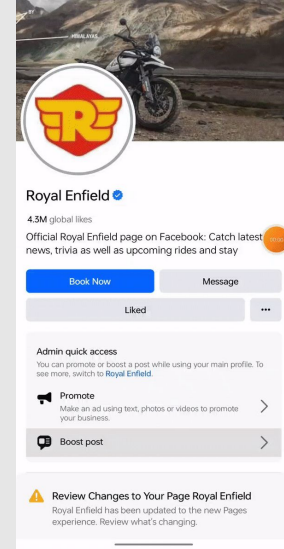 BY
HIMALAYAS
RE
Royal Enfield
4.3M global likes
Official Royal Enfield page on Facebook: Catch latest
news, trivia as well as upcoming rides and stay
Book Now
Message
Liked
Admin quick access
You can promote or boost a post while using your main profile. To
see more, switch to Royal Enfield.
Promote
Make an ad using text, photos or videos to promote
your business.
Boost post
Review Changes to Your Page Royal Enfield
Royal Enfield has been updated to the new Pages
experience. Review what's changing.